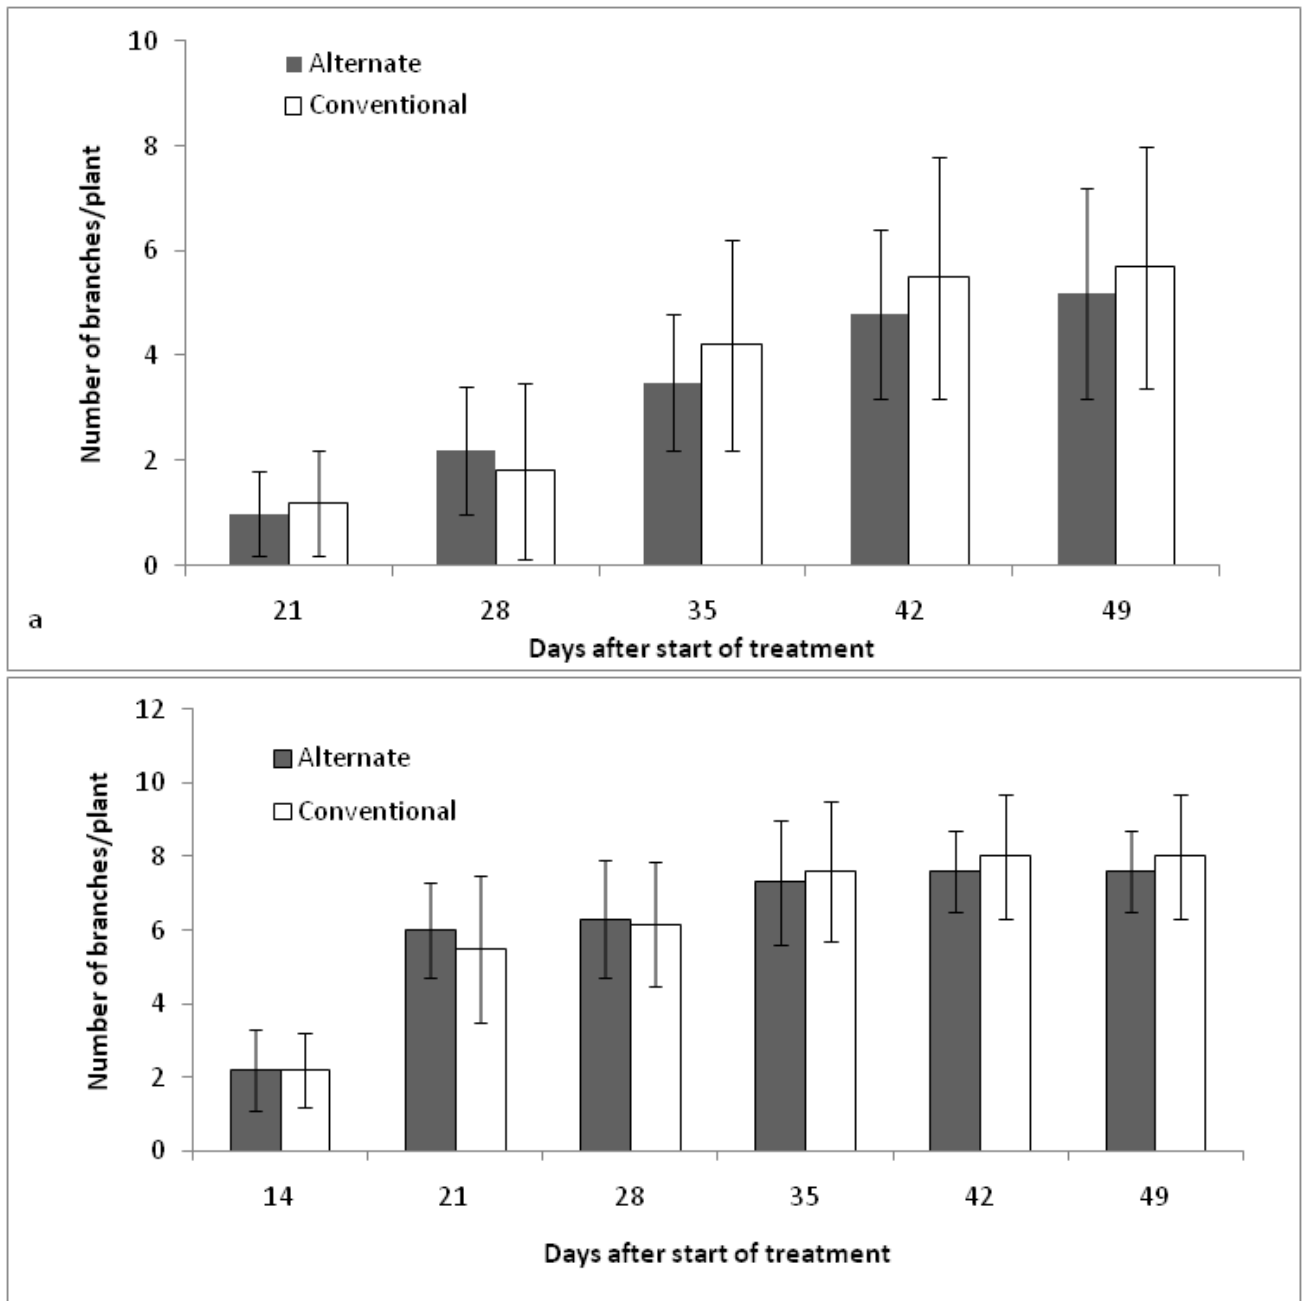 10
8
6
4
2
0
Number of branches/plant
Alternate
Conventional
21 28 35 42 49
Days after start of treatment
a
12
10
8
6
4
2
0
Number of branches/plant
Alternate
Conventional
14 21 28 35 42 49
Days after start of treatment